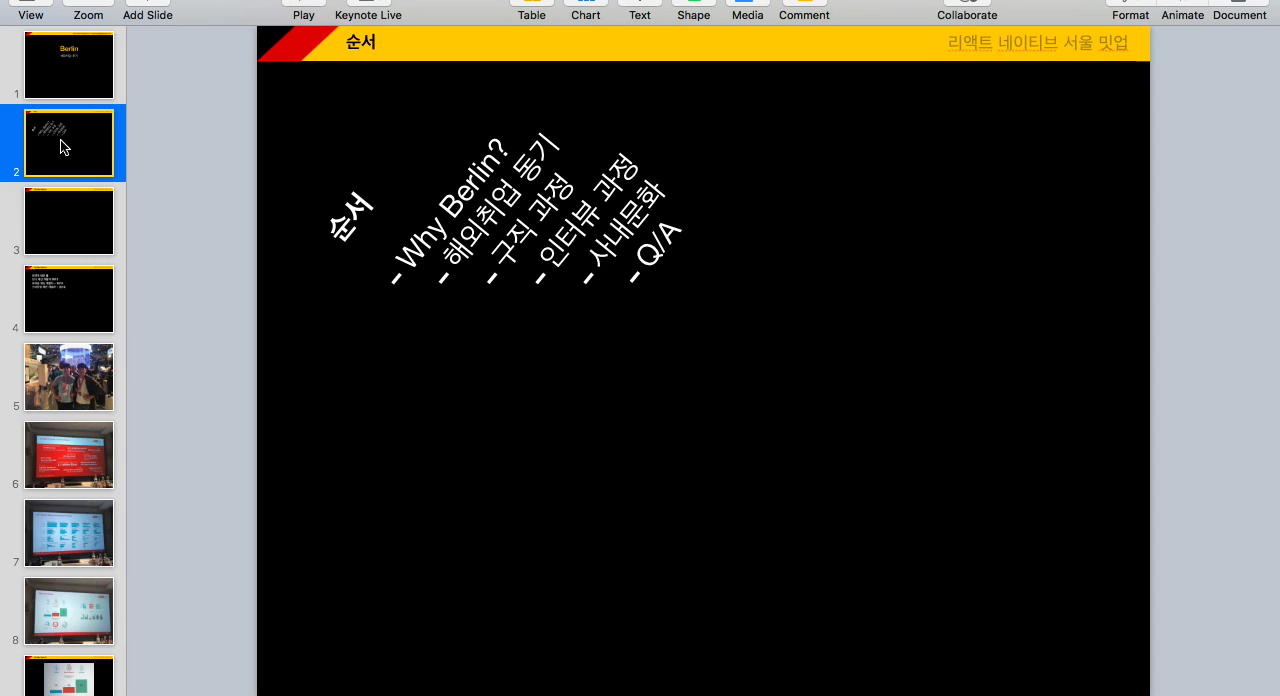 View Zoom Add Slide Play Keynote Live Table Chart Text Shape Media Comment Collaborate Format Animate Document
순서
리액트 네이티브 서울 밋업
순서
- Why Berlin?
- 해외취업 동기
- 구직 과정
- 인터뷰 과정
- 사내문화
- Q/A
Berlin
1
2
3
4
5
6
7
8